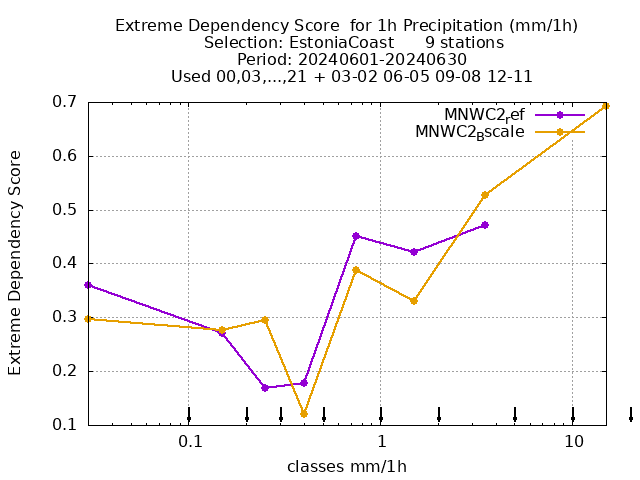 Extreme Dependency Score  for 1h Precipitation (mm/1h)
Selection: EstoniaCoast      9 stations
Period: 20240601-20240630
Used 00,03,...,21 + 03-02 06-05 09-08 12-11
MNWC2ref
MNWC2Bscale
Extreme Dependency Score
0.7
0.6
0.5
0.4
0.3
0.2
0.1
0.1
1
10
classes mm/1h